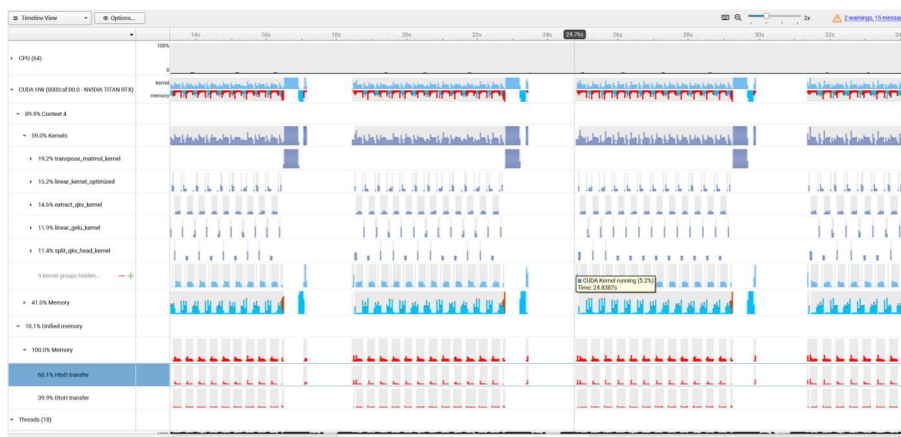 Timeline View
Options...
2x
2 warnings, 15 messa
14s 16s 18s 20s 22s 24s 24.76s 26s 28s 30s 32s 34
CPU (64)
100%
0
CUDA HW (0000:af:00.0 - NVIDIA TITAN RTX)
kernel
memory
89.9% Context 4
59.0% Kernels
19.2% transpose_matmul_kernel
15.2% linear_kernel_optimized
14.6% extract_qkv_kernel
11.9% linear_gelu_kernel
11.4% split_qkv_head_kernel
9 kernel groups hidden... − +
CUDA Kernel running (5.2%)
Time: 24.8387s
41.0% Memory
10.1% Unified memory
100.0% Memory
60.1% HtoD transfer
39.9% DtoH transfer
Threads (18)